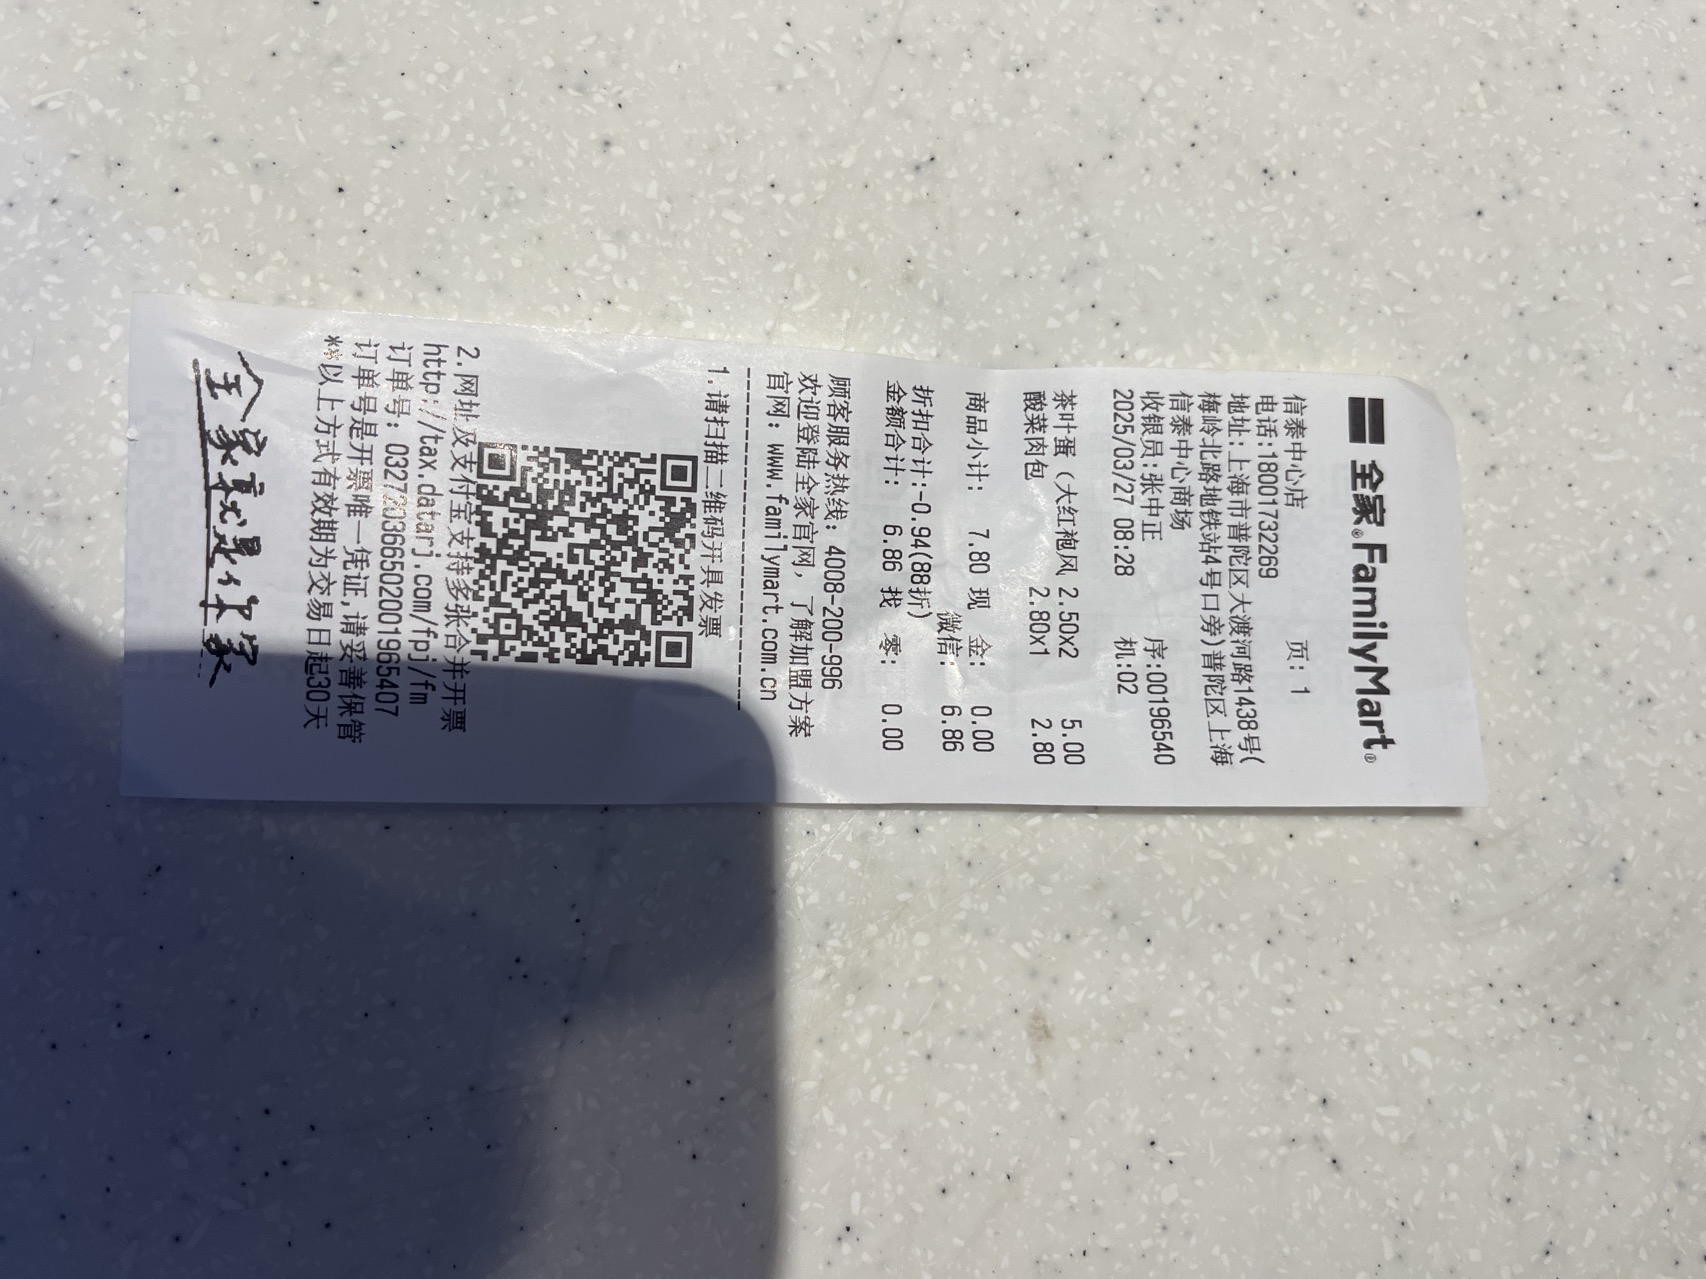 全家 FamilyMart
信泰中心店 页: 1
电话:18001732269
地址:上海市普陀区大渡河路1438号(
梅岭北路地铁站4号口旁)普陀区上海
信泰中心商场 序:00196540
收银员:张中正 机:02
2025/03/27 08:28
茶叶蛋(大红袍风 2.50x2 5.00
酸菜肉包 2.80x1 2.80
商品小计: 7.80 现 金: 0.00
微信: 6.86
折扣合计:-0.94(88折)
金额合计: 6.86 找 零: 0.00
顾客服务热线: 4008-200-996
欢迎登陆全家官网, 了解加盟方案
官网: www.familymart.com.cn
1.请扫描二维码开具发票
2.网址及支付宝支持多张合并开票
http://tax.datarj.com/fpj/fm
订单号: 0327203665020019654​07
订单号是开票唯一凭证,请妥善保管
**以上方式有效期为交易日起30天
全家就是你家